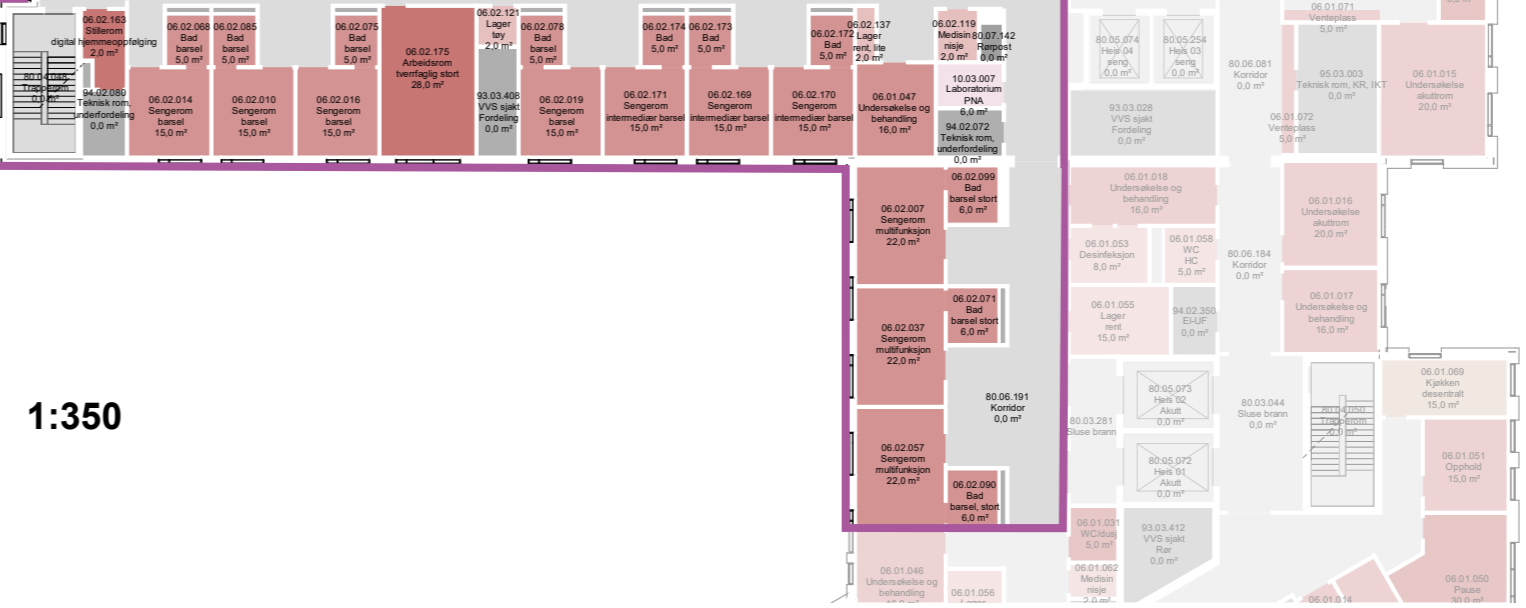 06.02.163
Stillerom
digital hjemmeoppfølging
2,0 m²
80.04.048
Trapperom
0,0 m²
94.02.080
Teknisk rom,
underfordeling
0,0 m²
06.02.068
Bad
barsel
5,0 m²
06.02.085
Bad
barsel
5,0 m²
06.02.075
Bad
barsel
5,0 m²
06.02.014
Sengerom
barsel
15,0 m²
06.02.010
Sengerom
barsel
15,0 m²
06.02.016
Sengerom
barsel
15,0 m²
06.02.175
Arbeidsrom
tverrfaglig stort
28,0 m²
06.02.121
Lager
tøy
2,0 m²
93.03.408
VVS sjakt
Fordeling
0,0 m²
06.02.078
Bad
barsel
5,0 m²
06.02.019
Sengerom
barsel
15,0 m²
06.02.174
Bad
5,0 m²
06.02.173
Bad
5,0 m²
06.02.172
Bad
5,0 m²
06.02.171
Sengerom
intermediær barsel
15,0 m²
06.02.169
Sengerom
intermediær barsel
15,0 m²
06.02.170
Sengerom
intermediær barsel
15,0 m²
06.02.137
Lager
rent, lite
2,0 m²
06.01.047
Undersøkelse og
behandling
16,0 m²
06.02.119
Medisin
nisje
2,0 m²
80.07.142
Rørpost
0,0 m²
10.03.007
Laboratorium
PNA
6,0 m²
94.02.072
Teknisk rom,
underfordeling
0,0 m²
06.02.099
Bad
barsel stort
6,0 m²
06.02.007
Sengerom
multifunksjon
22,0 m²
06.02.071
Bad
barsel stort
6,0 m²
06.02.037
Sengerom
multifunksjon
22,0 m²
80.06.191
Korridor
0,0 m²
06.02.057
Sengerom
multifunksjon
22,0 m²
06.02.090
Bad
barsel, stort
6,0 m²
1:350
80.05.074
Heis 04
seng
0,0 m²
80.05.254
Heis 03
seng
0,0 m²
93.03.028
VVS sjakt
Fordeling
0,0 m²
80.06.081
Korridor
0,0 m²
06.01.071
Venteplass
5,0 m²
95.03.003
Teknisk rom, KR, IKT
0,0 m²
06.01.072
Venteplass
5,0 m²
06.01.015
Undersøkelse
akuttrom
20,0 m²
06.01.018
Undersøkelse og
behandling
16,0 m²
06.01.053
Desinfeksjon
8,0 m²
06.01.058
WC
HC
5,0 m²
80.06.184
Korridor
0,0 m²
06.01.016
Undersøkelse
akuttrom
20,0 m²
06.01.055
Lager
rent
15,0 m²
94.02.350
El-UF
0,0 m²
06.01.017
Undersøkelse og
behandling
16,0 m²
80.05.073
Heis 02
Akutt
0,0 m²
80.03.281
Sluse brann
80.03.044
Sluse brann
0,0 m²
80.04.050
Trapperom
0,0 m²
06.01.069
Kjøkken
desentralt
15,0 m²
80.05.072
Heis 01
Akutt
0,0 m²
06.01.051
Opphold
15,0 m²
06.01.031
WC/dusj
5,0 m²
93.03.412
VVS sjakt
Rør
0,0 m²
06.01.062
Medisin
nisje
2,0 m²
06.01.046
Undersøkelse og
behandling
06.01.056
06.01.014
06.01.050
Pause
30,0 m²